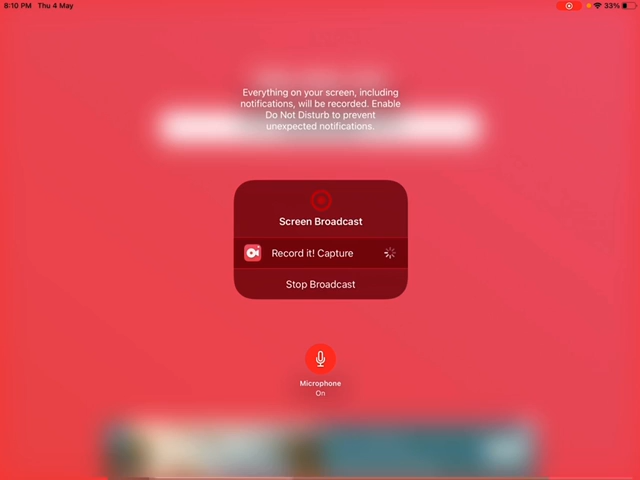 8:10 PM Thu 4 May
33%
Everything on your screen, including
notifications, will be recorded. Enable
Do Not Disturb to prevent
unexpected notifications.
Screen Broadcast
Record it! Capture
Stop Broadcast
Microphone
On